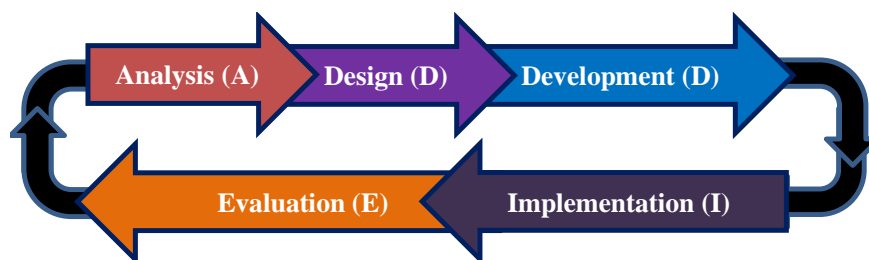 Analysis (A)
Design (D)
Development (D)
Evaluation (E)
Implementation (I)